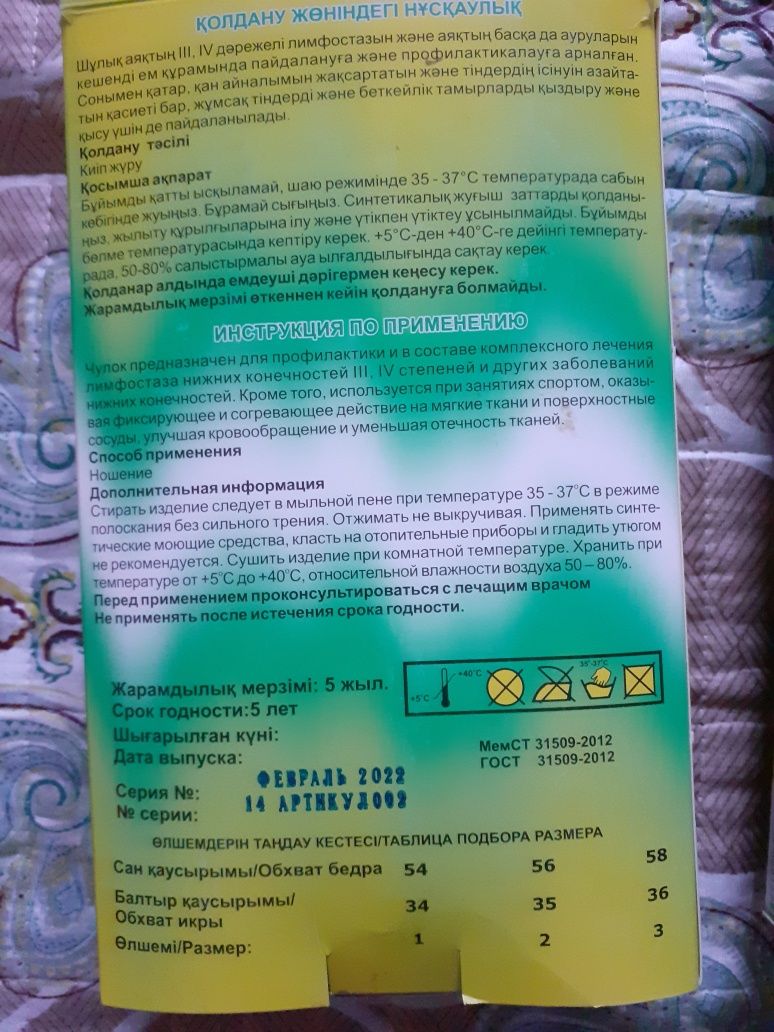 ҚОЛДАНУ ЖӨНІНДЕГІ НҰСҚАУЛЫҚ
Шұлық аяқтың III, IV дәрежелі лимфостазын және аяқтың басқа да ауруларын
кешенді ем құрамында пайдалануға және профилактикалауға арналған.
Сонымен қатар, қан айналымын жақсартатын және тіндердің ісінуін азайта-
тын қасиеті бар, жұмсақ тіндерді және беткейлік тамырларды қыздыру және
қысу үшін де пайдаланылады.
Қолдану тәсілі
Киіп жүру
Қосымша ақпарат
Бұйымды қатты ысқыламай, шаю режимінде 35 - 37°С температурада сабын
көбігінде жуыңыз. Бұрамай сығыңыз. Синтетикалық жуғыш заттарды қолданы-
ңыз, жылыту құрылғыларына ілу және үтікпен үтіктеу ұсынылмайды. Бұйымды
бөлме температурасында кептіру керек. +5°С-ден +40°С-ге дейінгі температу-
рада, 50-80% салыстырмалы ауа ылғалдылығында сақтау керек.
Қолданар алдында емдеуші дәрігермен кеңесу керек.
Жарамдылық мерзімі өткеннен кейін қолдануға болмайды.
ИНСТРУКЦИЯ ПО ПРИМЕНЕНИЮ
Чулок предназначен для профилактики и в составе комплексного лечения
лимфостаза нижних конечностей III, IV степеней и других заболеваний
нижних конечностей. Кроме того, используется при занятиях спортом, оказы-
вая фиксирующее и согревающее действие на мягкие ткани и поверхностные
сосуды, улучшая кровообращение и уменьшая отечность тканей.
Способ применения
Ношение
Дополнительная информация
Стирать изделие следует в мыльной пене при температуре 35 - 37°С в режиме
полоскания без сильного трения. Отжимать не выкручивая. Применять синте-
тические моющие средства, класть на отопительные приборы и гладить утюгом
не рекомендуется. Сушить изделие при комнатной температуре. Хранить при
температуре от +5°С до +40°С, относительной влажности воздуха 50 – 80%.
Перед применением проконсультироваться с лечащим врачом
Не применять после истечения срока годности.
+5°С +40°С 35°-37°С
Жарамдылық мерзімі: 5 жыл.
Срок годности:5 лет
Шығарылған күні:
Дата выпуска:
ФЕВРАЛЬ 2022
МемСТ 31509-2012
ГОСТ 31509-2012
Серия №:
№ серии:
14 АРТИКУЛ002
ӨЛШЕМДЕРІН ТАҢДАУ КЕСТЕСІ/ТАБЛИЦА ПОДБОРА РАЗМЕРА
Сан қаусырымы/Обхват бедра 54 56 58
Балтыр қаусырымы/
Обхват икры 34 35 36
Өлшемі/Размер: 1 2 3